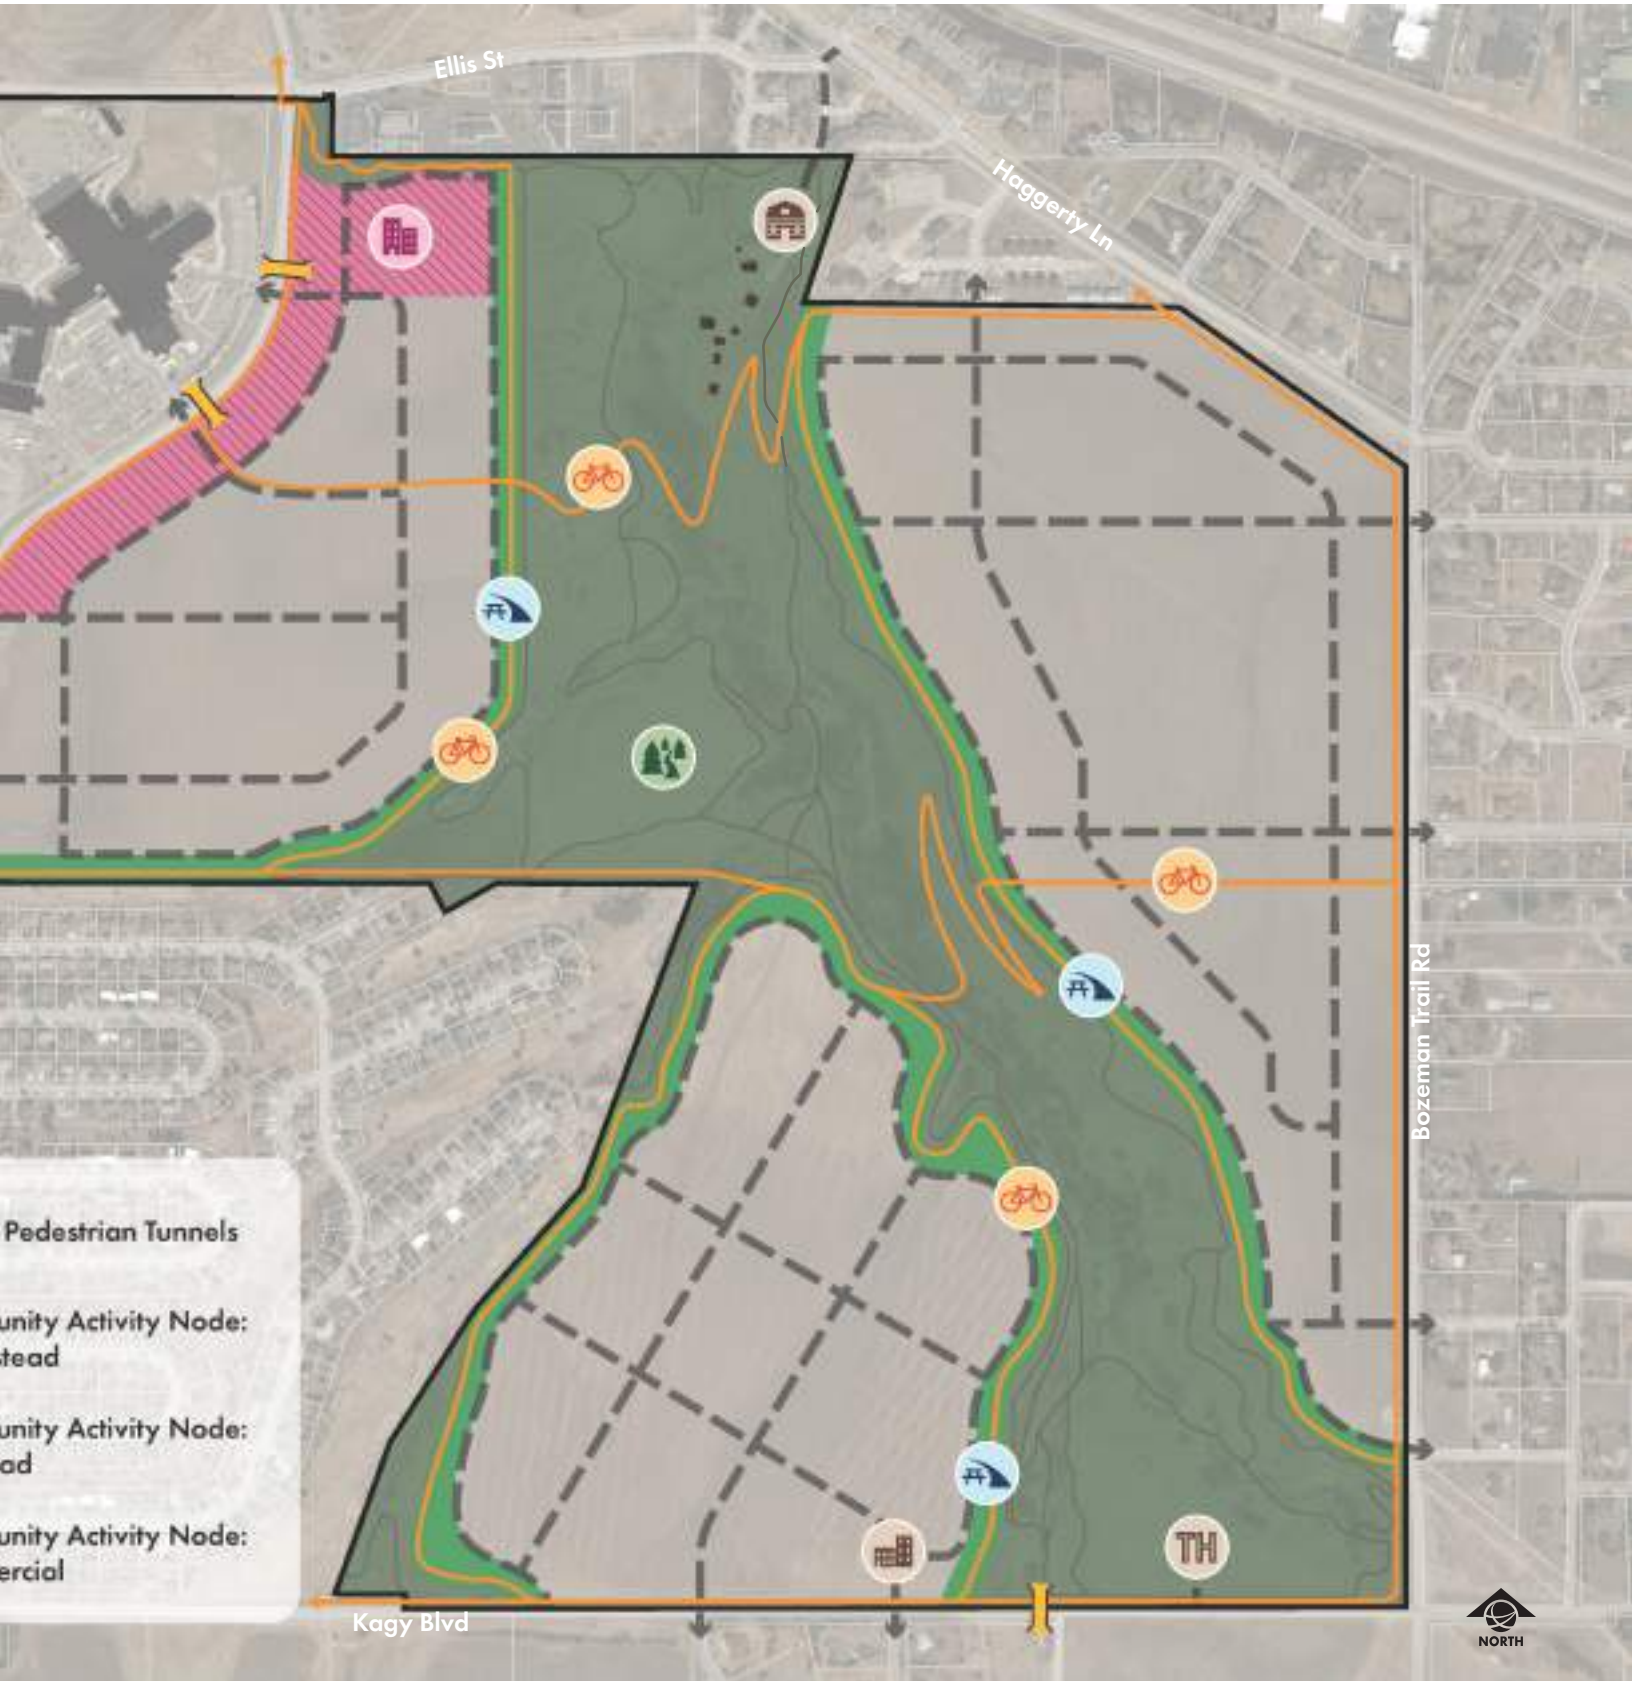 Ellis St
Haggerty Ln
Bozeman Trail Rd
Pedestrian Tunnels
unity Activity Node:
stead
unity Activity Node:
ad
unity Activity Node:
ercial
TH
Kagy Blvd
NORTH